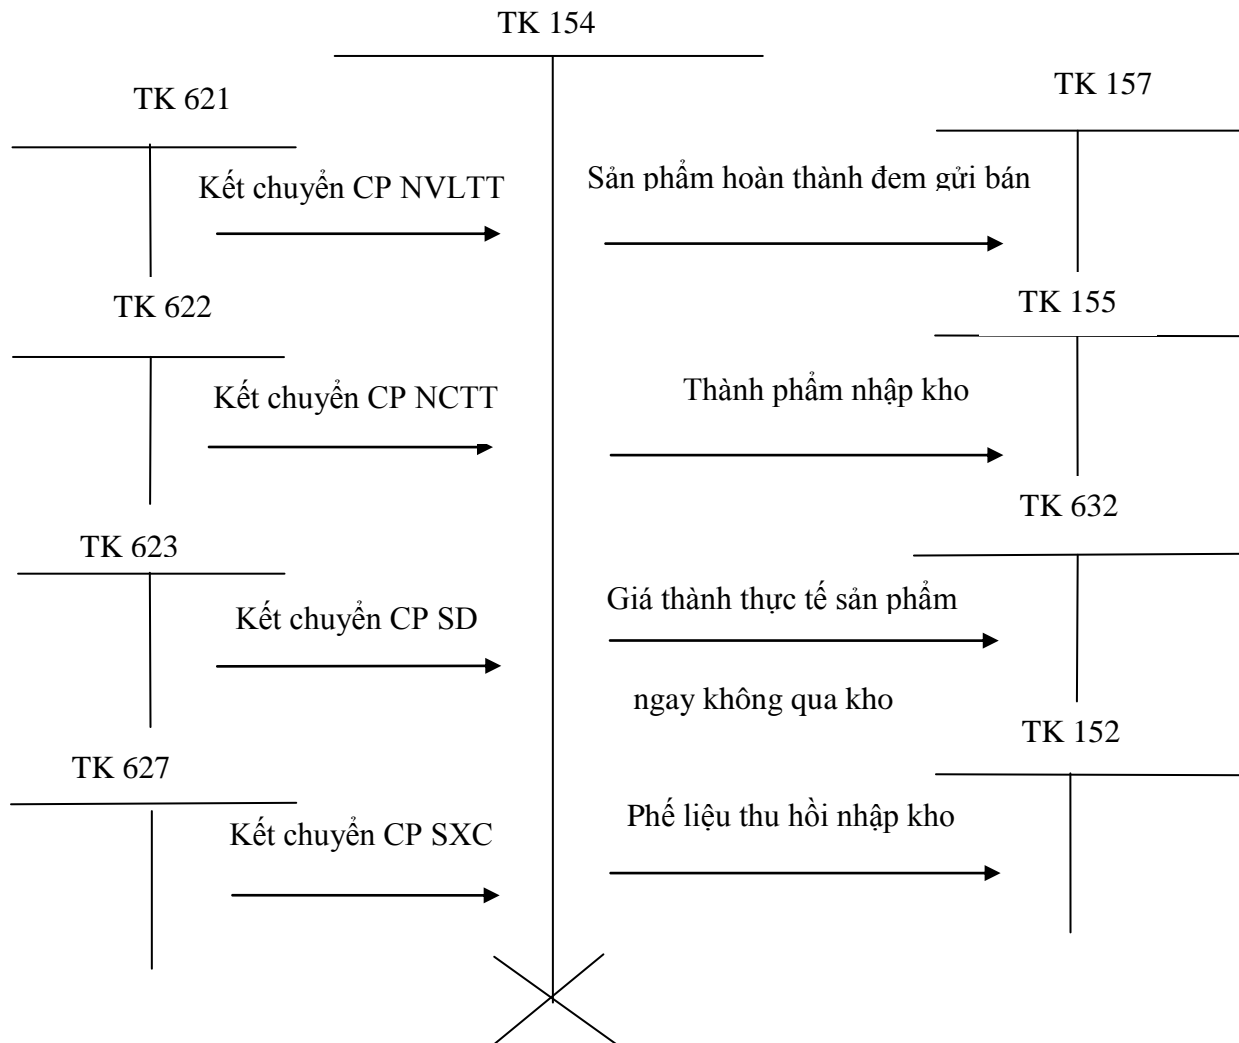 TK 154
TK 621
TK 157
Kết chuyển CP NVLTT
Sản phẩm hoàn thành đem gửi bán
TK 622
TK 155
Kết chuyển CP NCTT
Thành phẩm nhập kho
TK 623
TK 632
Kết chuyển CP SD
Giá thành thực tế sản phẩm
ngay không qua kho
TK 627
TK 152
Kết chuyển CP SXC
Phế liệu thu hồi nhập kho